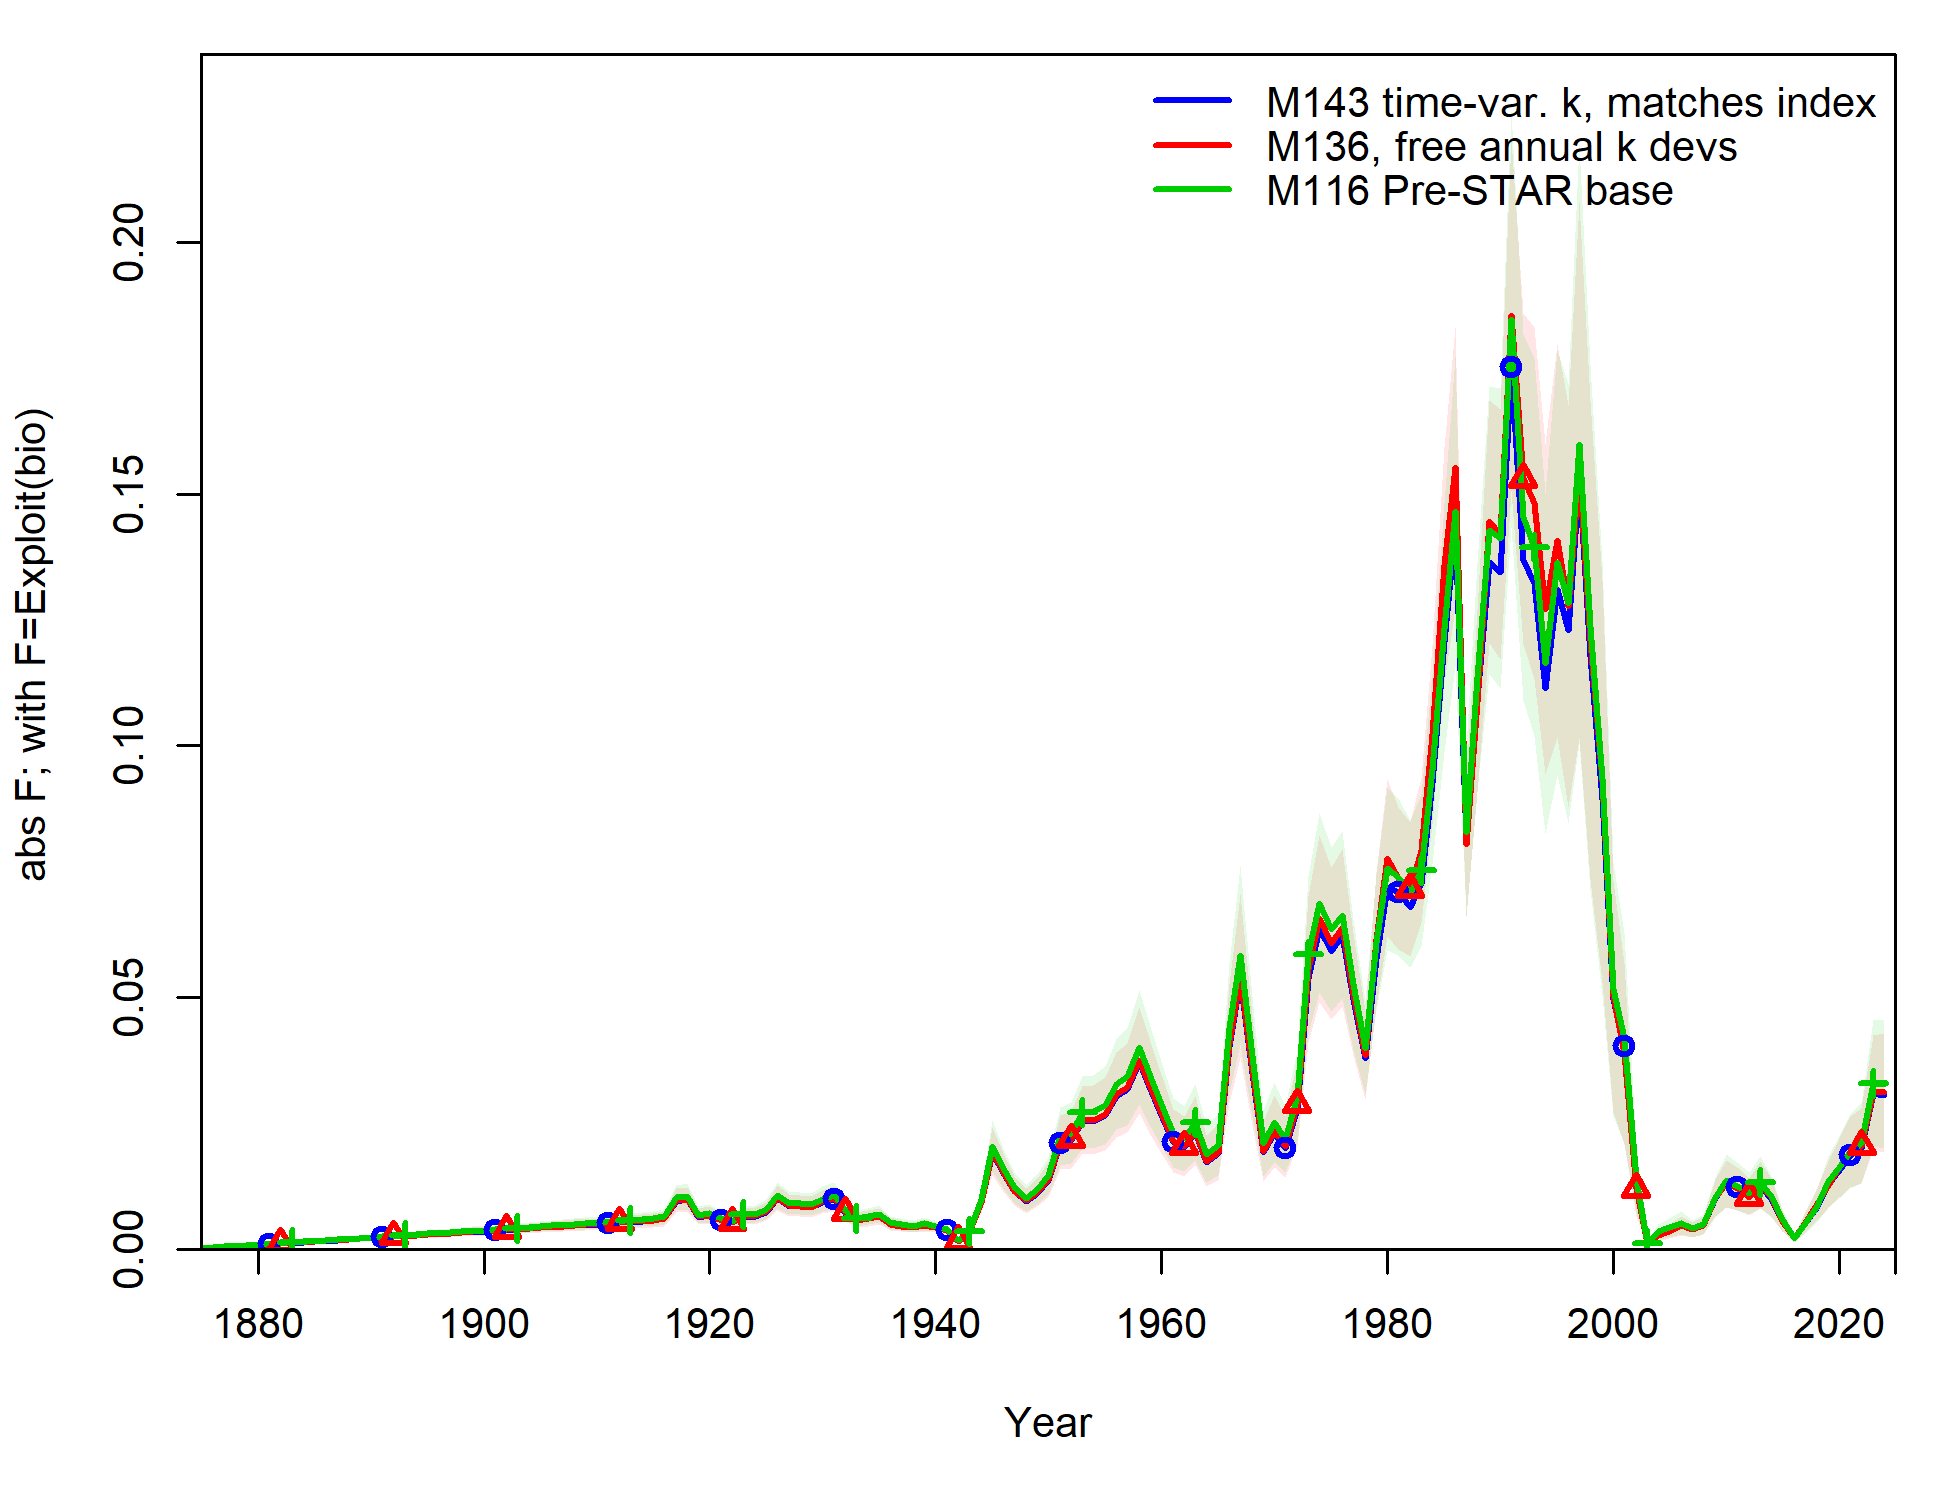 M143 time-var. k, matches index
M136, free annual k devs
M116 Pre-STAR base
abs F; with F=Exploit(bio)
0.20
0.15
0.10
0.05
0.00
1880 1900 1920 1940 1960 1980 2000 2020
Year